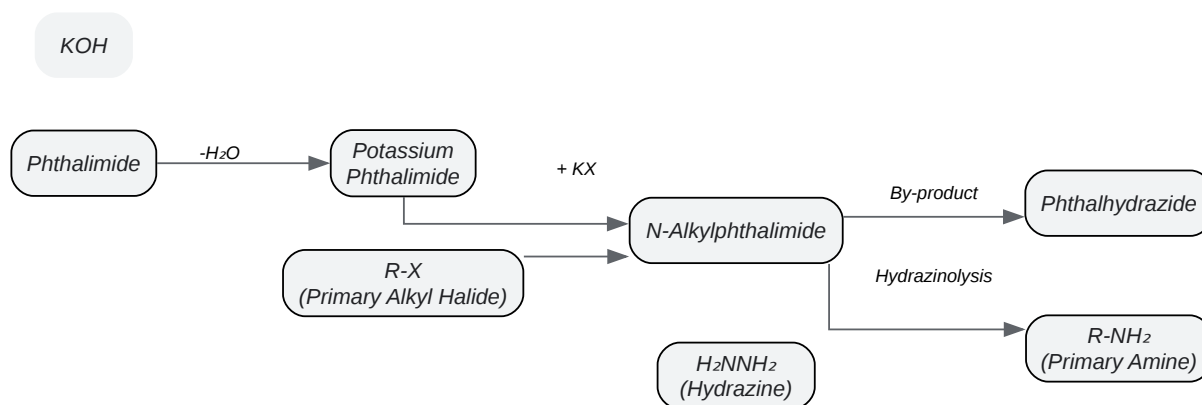 KOH
Phthalimide
-H₂O
Potassium
Phthalimide
+ KX
R-X
(Primary Alkyl Halide)
N-Alkylphthalimide
By-product
Phthalhydrazide
Hydrazinolysis
H₂NNH₂
(Hydrazine)
R-NH₂
(Primary Amine)